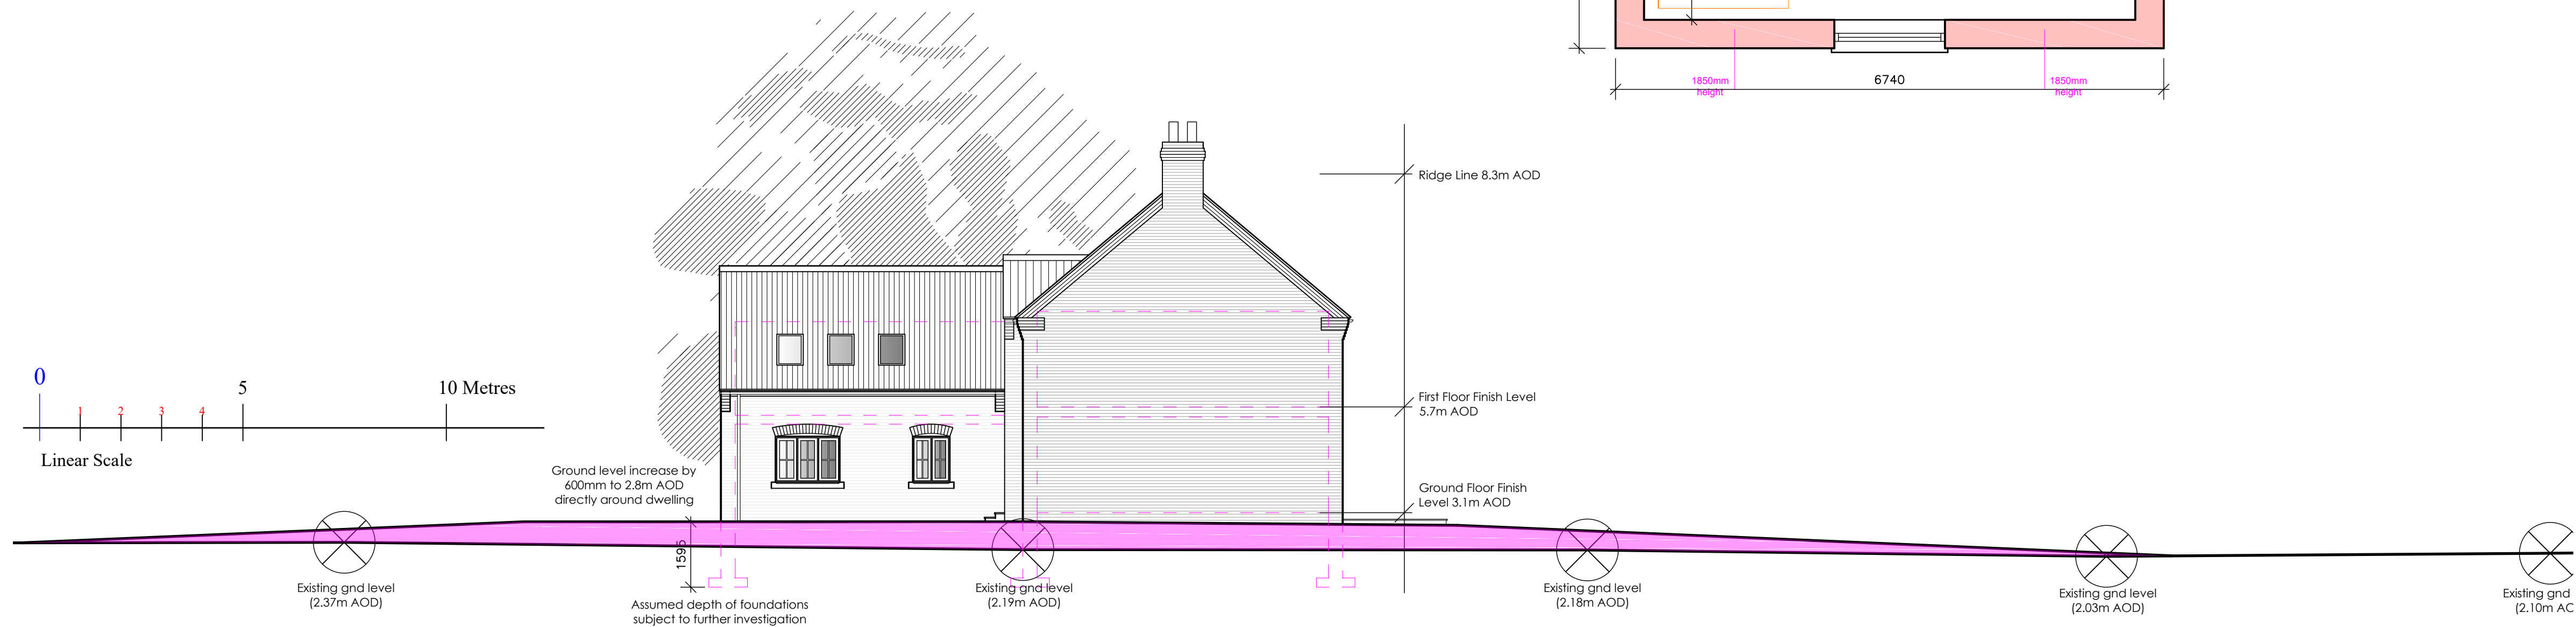 1850mm
height
6740
1850mm
height
Ridge Line 8.3m AOD
0
1
2
3
4
5
10 Metres
Linear Scale
First Floor Finish Level
5.7m AOD
Ground level increase by
600mm to 2.8m AOD
directly around dwelling
Ground Floor Finish
Level 3.1m AOD
1595
Existing gnd level
(2.37m AOD)
Assumed depth of foundations
subject to further investigation
Existing gnd level
(2.19m AOD)
Existing gnd level
(2.18m AOD)
Existing gnd level
(2.03m AOD)
Existing gnd
(2.10m